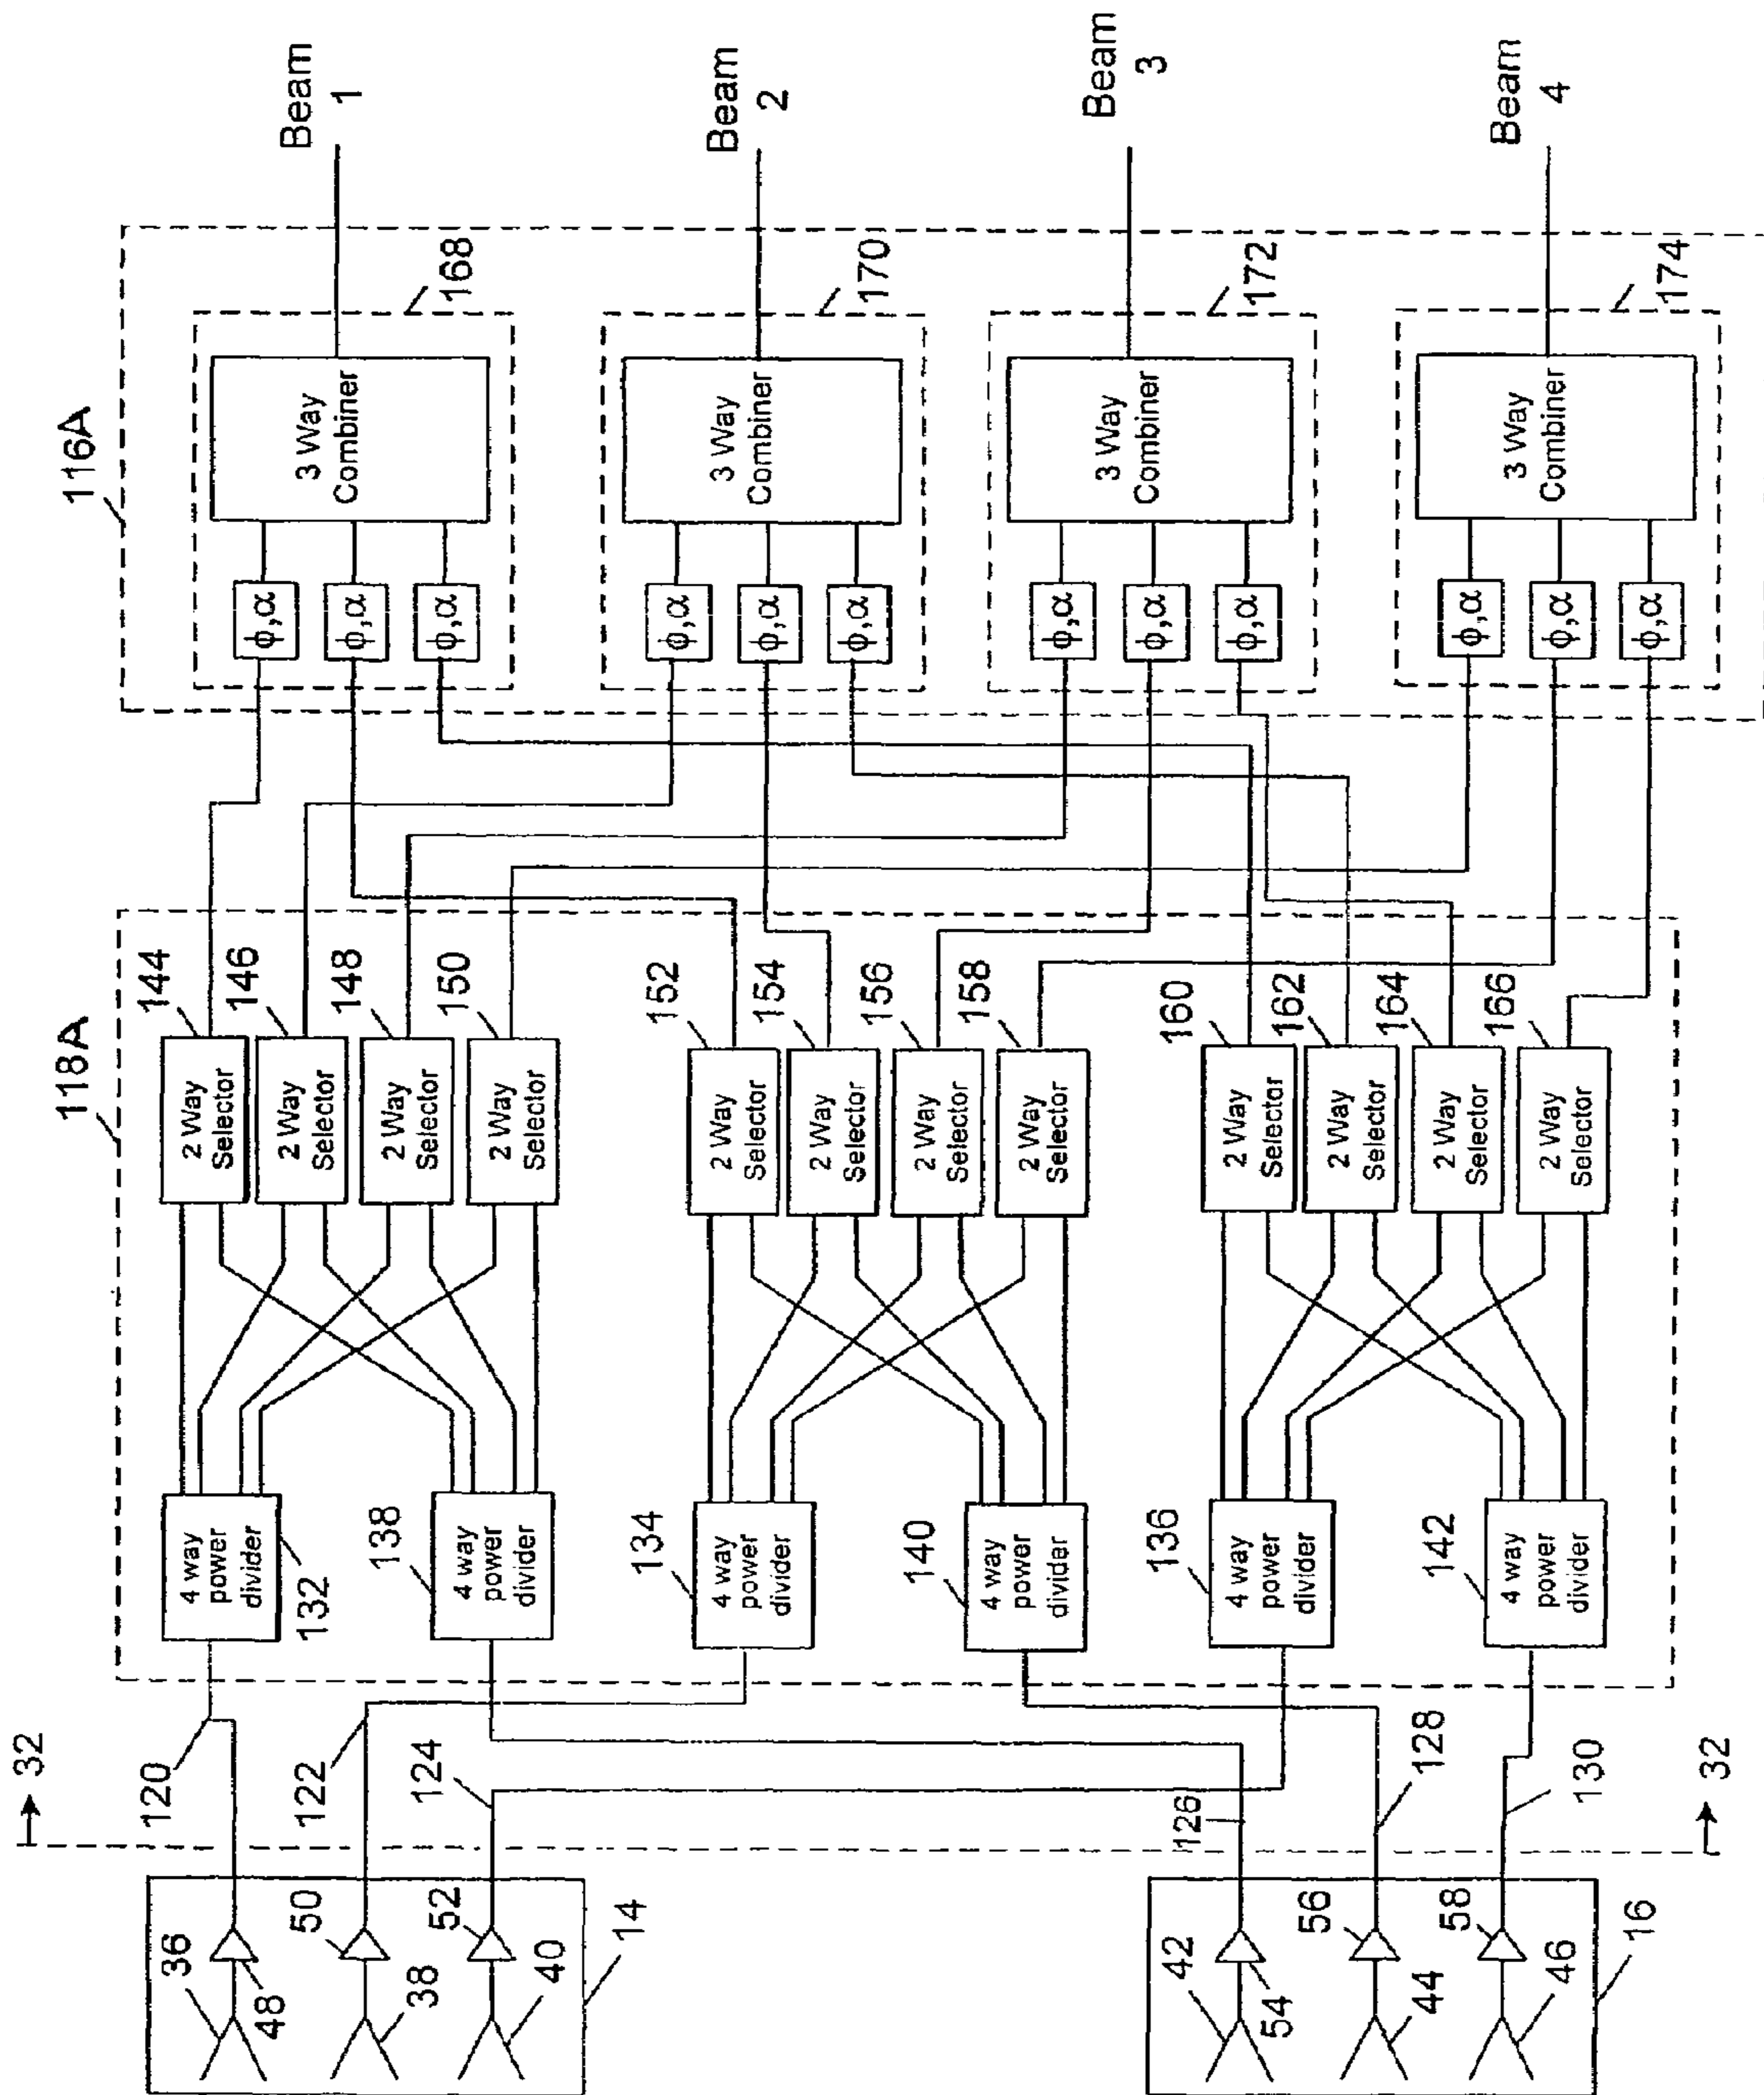 116A
168
3 Way
Combiner
ϕ,α
ϕ,α
ϕ,α
Beam
1
170
3 Way
Combiner
ϕ,α
ϕ,α
ϕ,α
Beam
2
172
3 Way
Combiner
ϕ,α
ϕ,α
ϕ,α
Beam
3
174
3 Way
Combiner
ϕ,α
ϕ,α
ϕ,α
Beam
4
118A
144
2 Way
Selector
146
2 Way
Selector
148
2 Way
Selector
150
2 Way
Selector
152
2 Way
Selector
154
2 Way
Selector
156
2 Way
Selector
158
2 Way
Selector
160
2 Way
Selector
162
2 Way
Selector
164
2 Way
Selector
166
2 Way
Selector
4 way
power
divider
132
138
4 way
power
divider
134
4 way
power
divider
140
4 way
power
divider
136
4 way
power
divider
142
4 way
power
divider
32
120
122
124
126
128
130
32
36
48
50
38
52
40
14
42
54
56
44
58
46
16